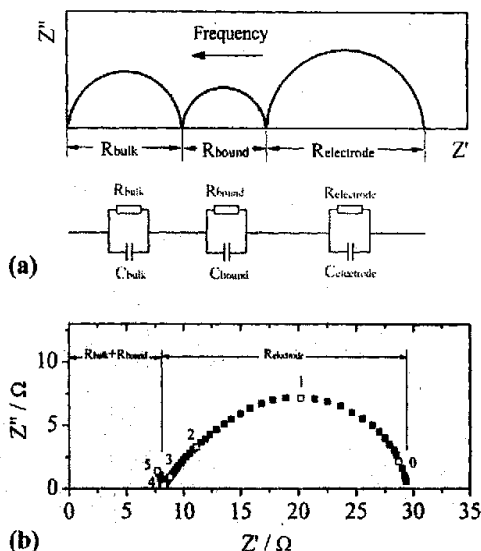 Z''
Frequency
Rbulk Rbound Relectrode Z'
Rbulk Rbound Relectrode
Cbulk Cbound Celectrode
(a)
Rbulk+Rbound Relectrode
10
5
0
Z'' / Ω
5 4 3 2 1 0
0 5 10 15 20 25 30 35
(b) Z' / Ω